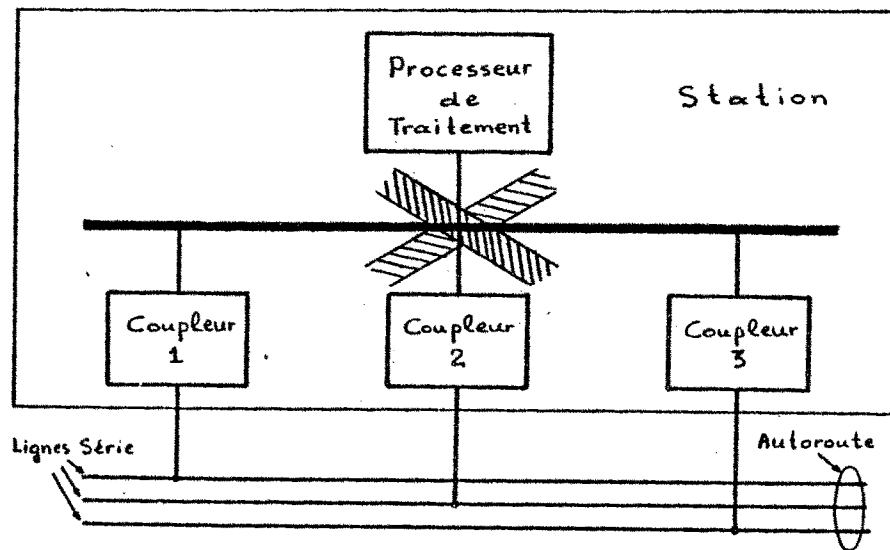 Processeur
de
Traitement
Station
Coupleur
1
Coupleur
2
Coupleur
3
Lignes Série
Autoroute